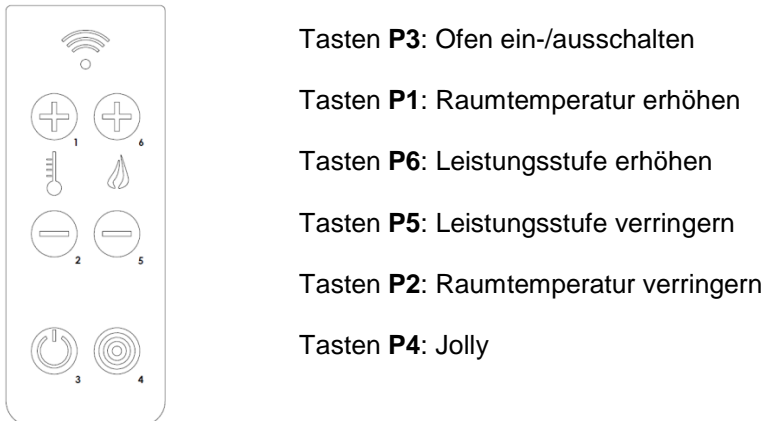 Tasten P3: Ofen ein-/ausschalten
1 6
Tasten P1: Raumtemperatur erhöhen
Tasten P6: Leistungsstufe erhöhen
Tasten P5: Leistungsstufe verringern
2 5
Tasten P2: Raumtemperatur verringern
Tasten P4: Jolly
3 4